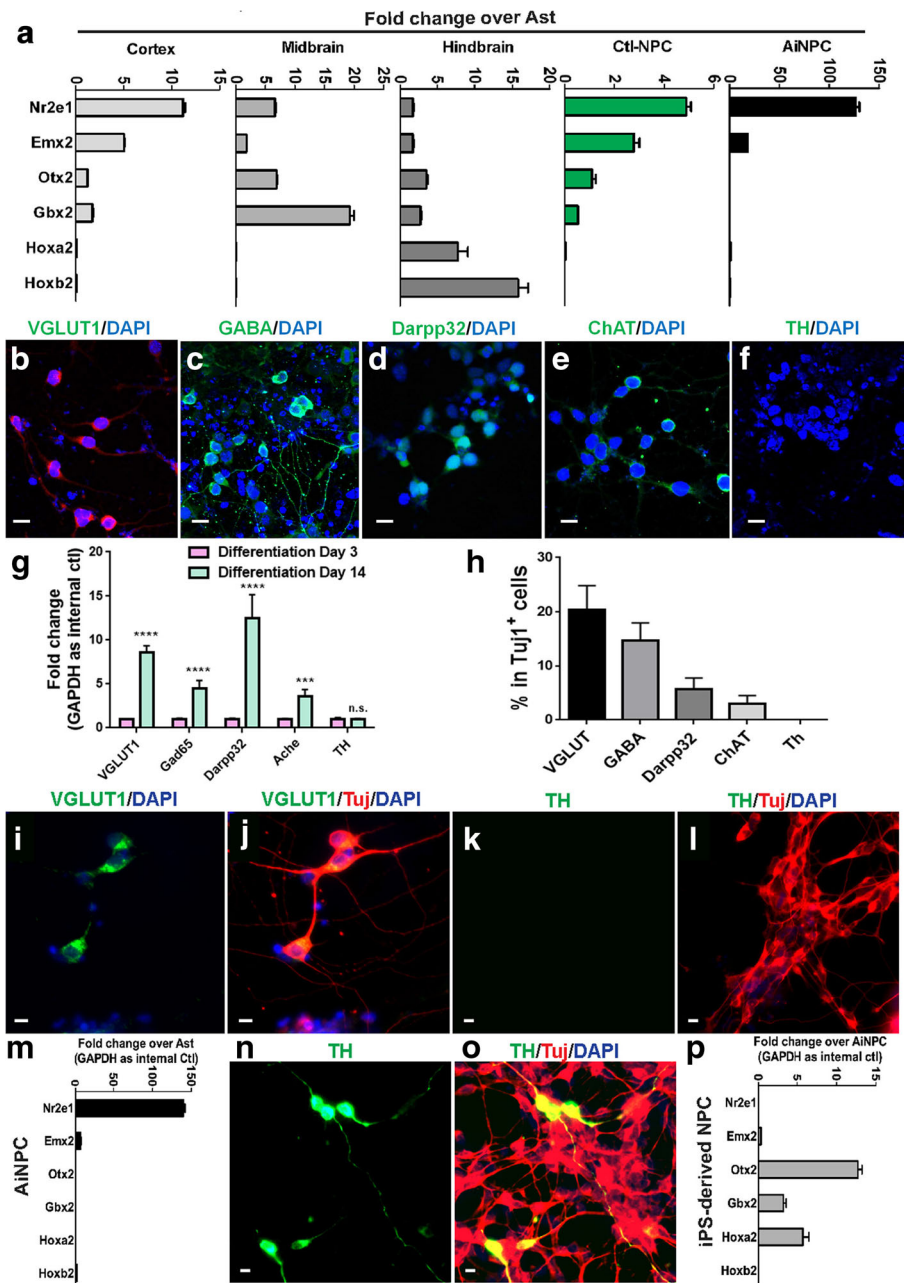 a
Fold change over Ast
Cortex Midbrain Hindbrain Ctl-NPC AiNPC
0 5 10 15 0 5 10 15 20 25 0 5 10 15 20 0 2 4 6 0 50 100 150
Nr2e1
Emx2
Otx2
Gbx2
Hoxa2
Hoxb2
VGLUT1/DAPI GABA/DAPI Darpp32/DAPI ChAT/DAPI TH/DAPI
b c d e f
g
Fold change
(GAPDH as internal ctl)
20
15
10
5
0
Differentiation Day 3
Differentiation Day 14
**** **** **** *** n.s.
VGLUT1 Gad65 Darpp32 Ache TH
h
% in Tuj1+ cells
30
20
10
0
VGLUT GABA Darpp32 ChAT Th
VGLUT1/DAPI VGLUT1/Tuj/DAPI TH TH/Tuj/DAPI
i j k l
m
Fold change over Ast
(GAPDH as internal Ctl)
0 50 100 150
AiNPC
Nr2e1
Emx2
Otx2
Gbx2
Hoxa2
Hoxb2
TH TH/Tuj/DAPI
n o
p
Fold change over AiNPC
(GAPDH as internal ctl)
0 5 10 15
iPS-derived NPC
Nr2e1
Emx2
Otx2
Gbx2
Hoxa2
Hoxb2